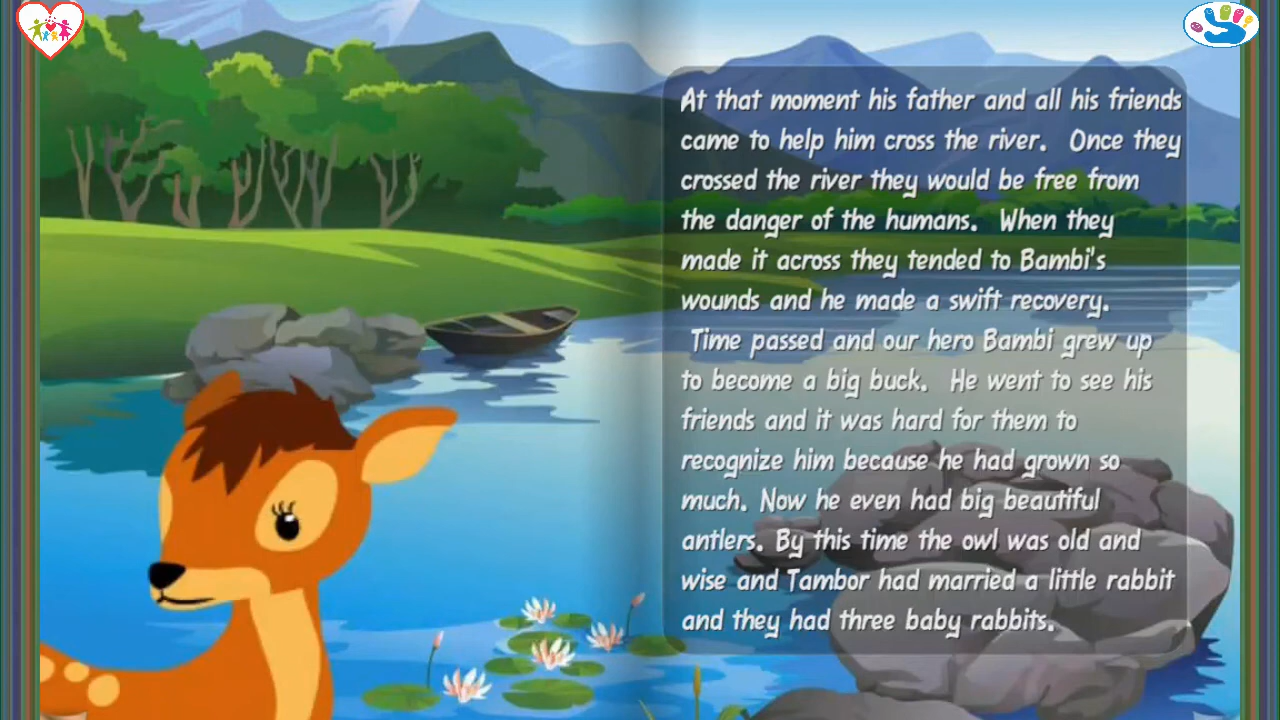 At that moment his father and all his friends
came to help him cross the river.  Once they
crossed the river they would be free from
the danger of the humans.  When they
made it across they tended to Bambi's
wounds and he made a swift recovery.
Time passed and our hero Bambi grew up
to become a big buck.  He went to see his
friends and it was hard for them to
recognize him because he had grown so
much. Now he even had big beautiful
antlers. By this time the owl was old and
wise and Tambor had married a little rabbit
and they had three baby rabbits.